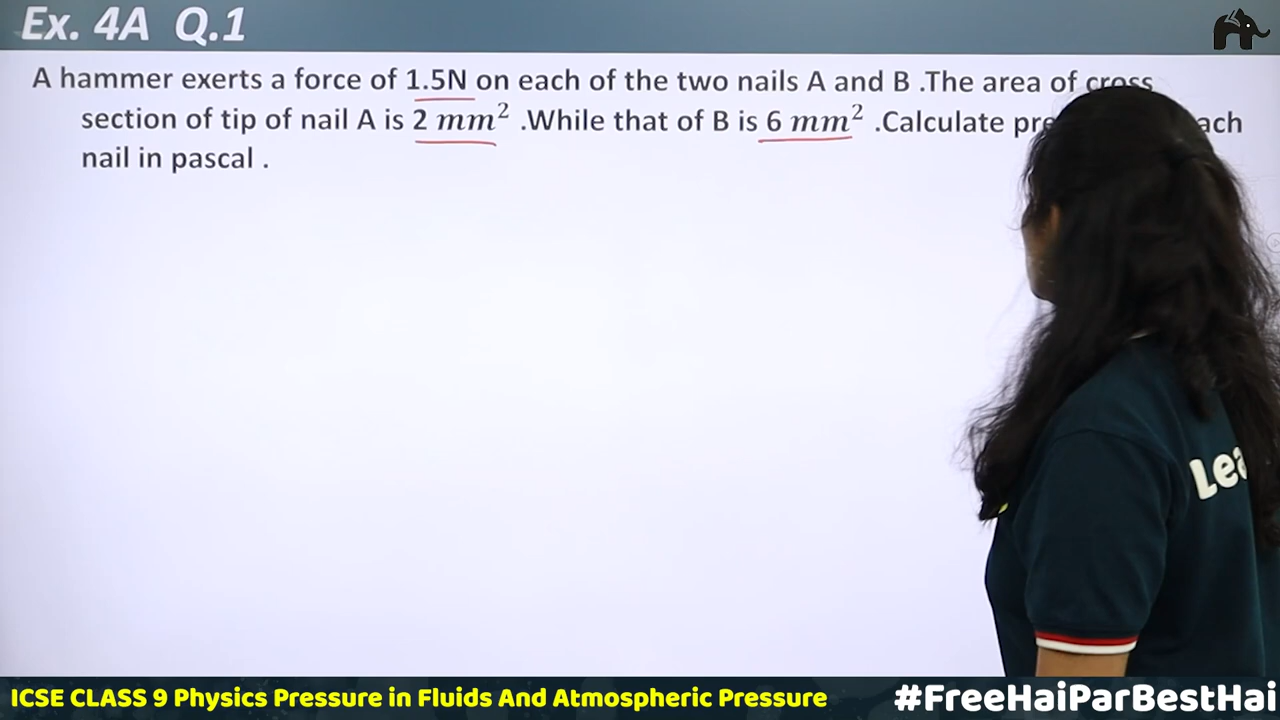 Ex. 4A Q.1
A hammer exerts a force of 1.5N on each of the two nails A and B .The area of cross
section of tip of nail A is 2 mm² .While that of B is 6 mm² .Calculate
nail in pascal .
Lea
ICSE CLASS 9 Physics Pressure in Fluids And Atmospheric Pressure
#FreeHaiParBestHai